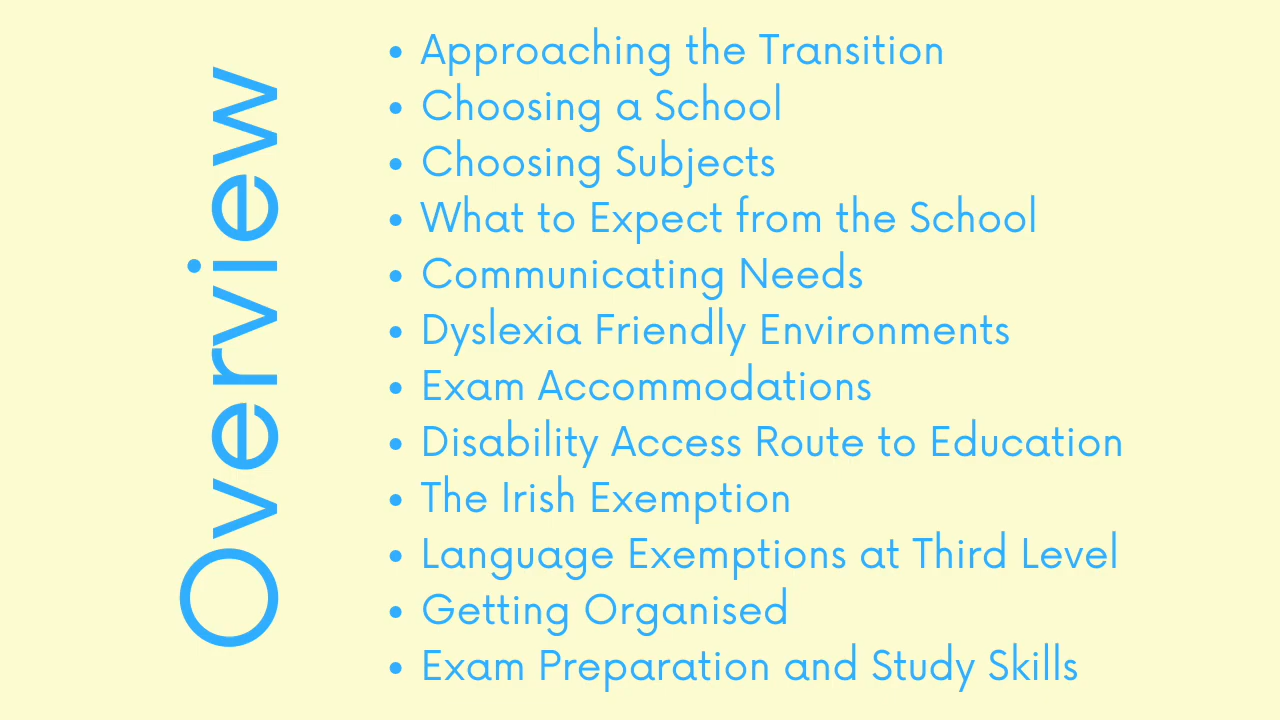 Overview
• Approaching the Transition
• Choosing a School
• Choosing Subjects
• What to Expect from the School
• Communicating Needs
• Dyslexia Friendly Environments
• Exam Accommodations
• Disability Access Route to Education
• The Irish Exemption
• Language Exemptions at Third Level
• Getting Organised
• Exam Preparation and Study Skills